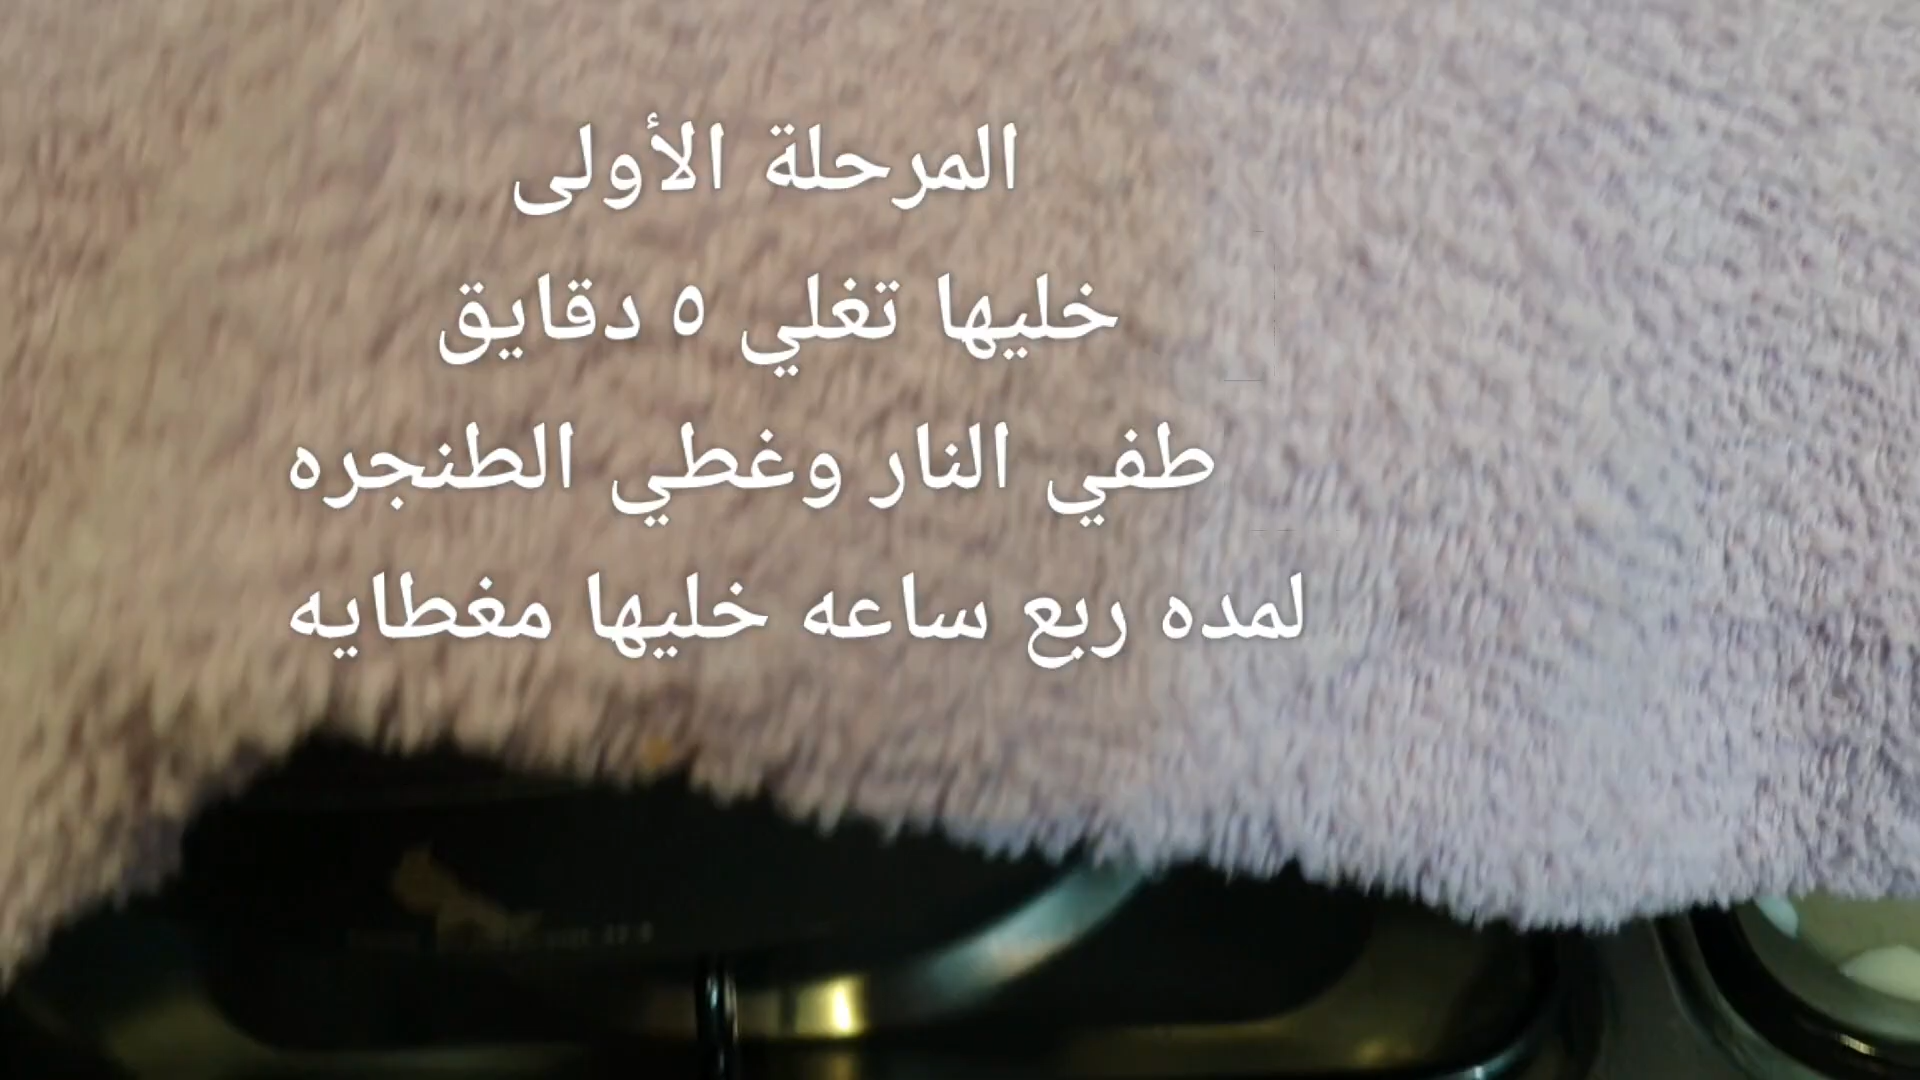 المرحلة الأولى
خليها تغلي ٥ دقايق
طفي النار وغطي الطنجره
لمده ربع ساعه خليها مغطايه